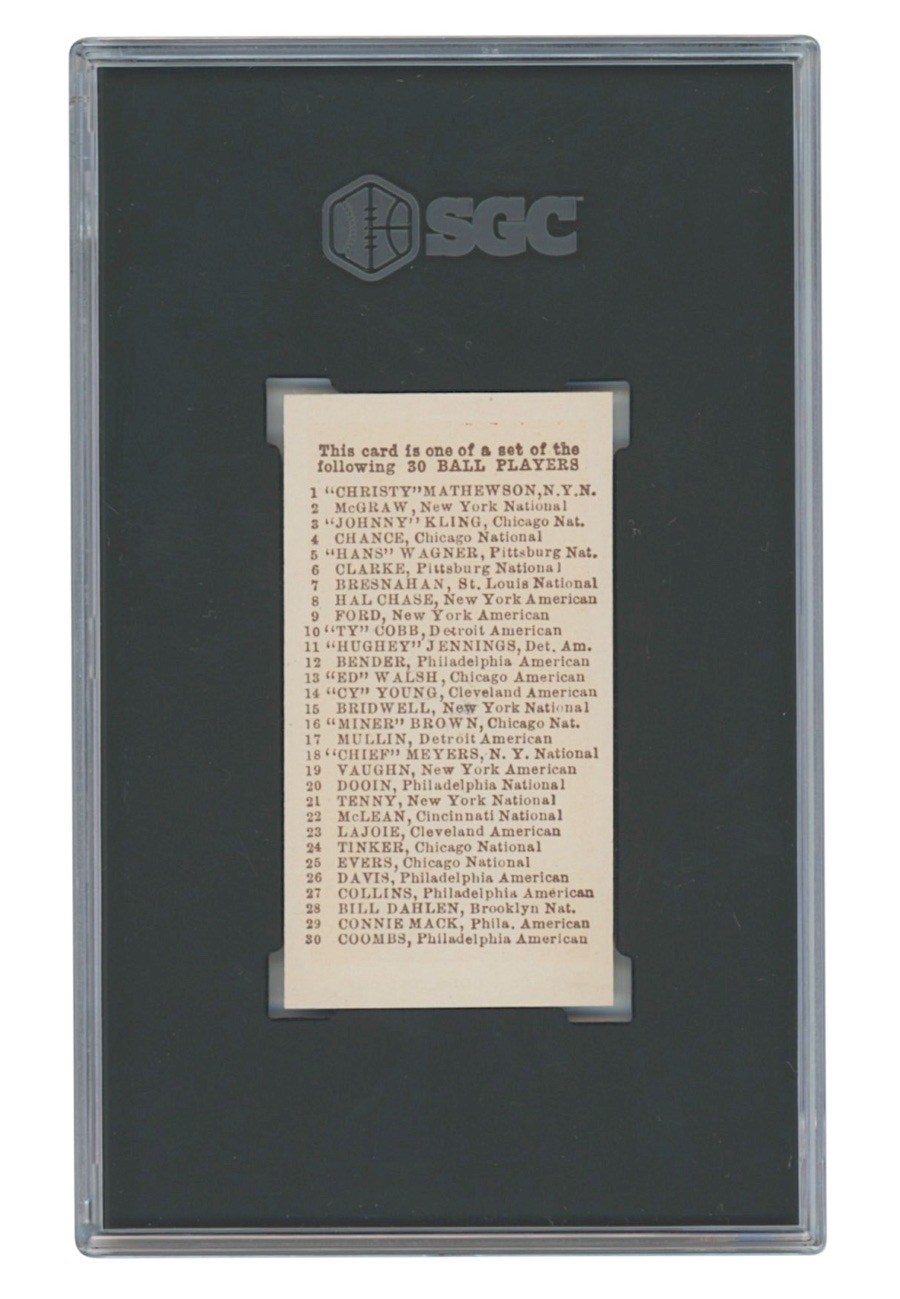 SGC
This card is one of a set of the
following 30 BALL PLAYERS
1 "CHRISTY" MATHEWSON, N.Y.N.
2 McGRAW, New York National
3 "JOHNNY" KLING, Chicago Nat.
4 CHANCE, Chicago National
5 "HANS" WAGNER, Pittsburg Nat.
6 CLARKE, Pittsburg National
7 BRESNAHAN, St. Louis National
8 HAL CHASE, New York American
9 FORD, New York American
10 "TY" COBB, Detroit American
11 "HUGHEY" JENNINGS, Det. Am.
12 BENDER, Philadelphia American
13 "ED" WALSH, Chicago American
14 "CY" YOUNG, Cleveland American
15 BRIDWELL, New York National
16 "MINER" BROWN, Chicago Nat.
17 MULLIN, Detroit American
18 "CHIEF" MEYERS, N. Y. National
19 VAUGHN, New York American
20 DOOIN, Philadelphia National
21 TENNY, New York National
22 McLEAN, Cincinnati National
23 LAJOIE, Cleveland American
24 TINKER, Chicago National
25 EVERS, Chicago National
26 DAVIS, Philadelphia American
27 COLLINS, Philadelphia American
28 BILL DAHLEN, Brooklyn Nat.
29 CONNIE MACK, Phila. American
30 COOMBS, Philadelphia American